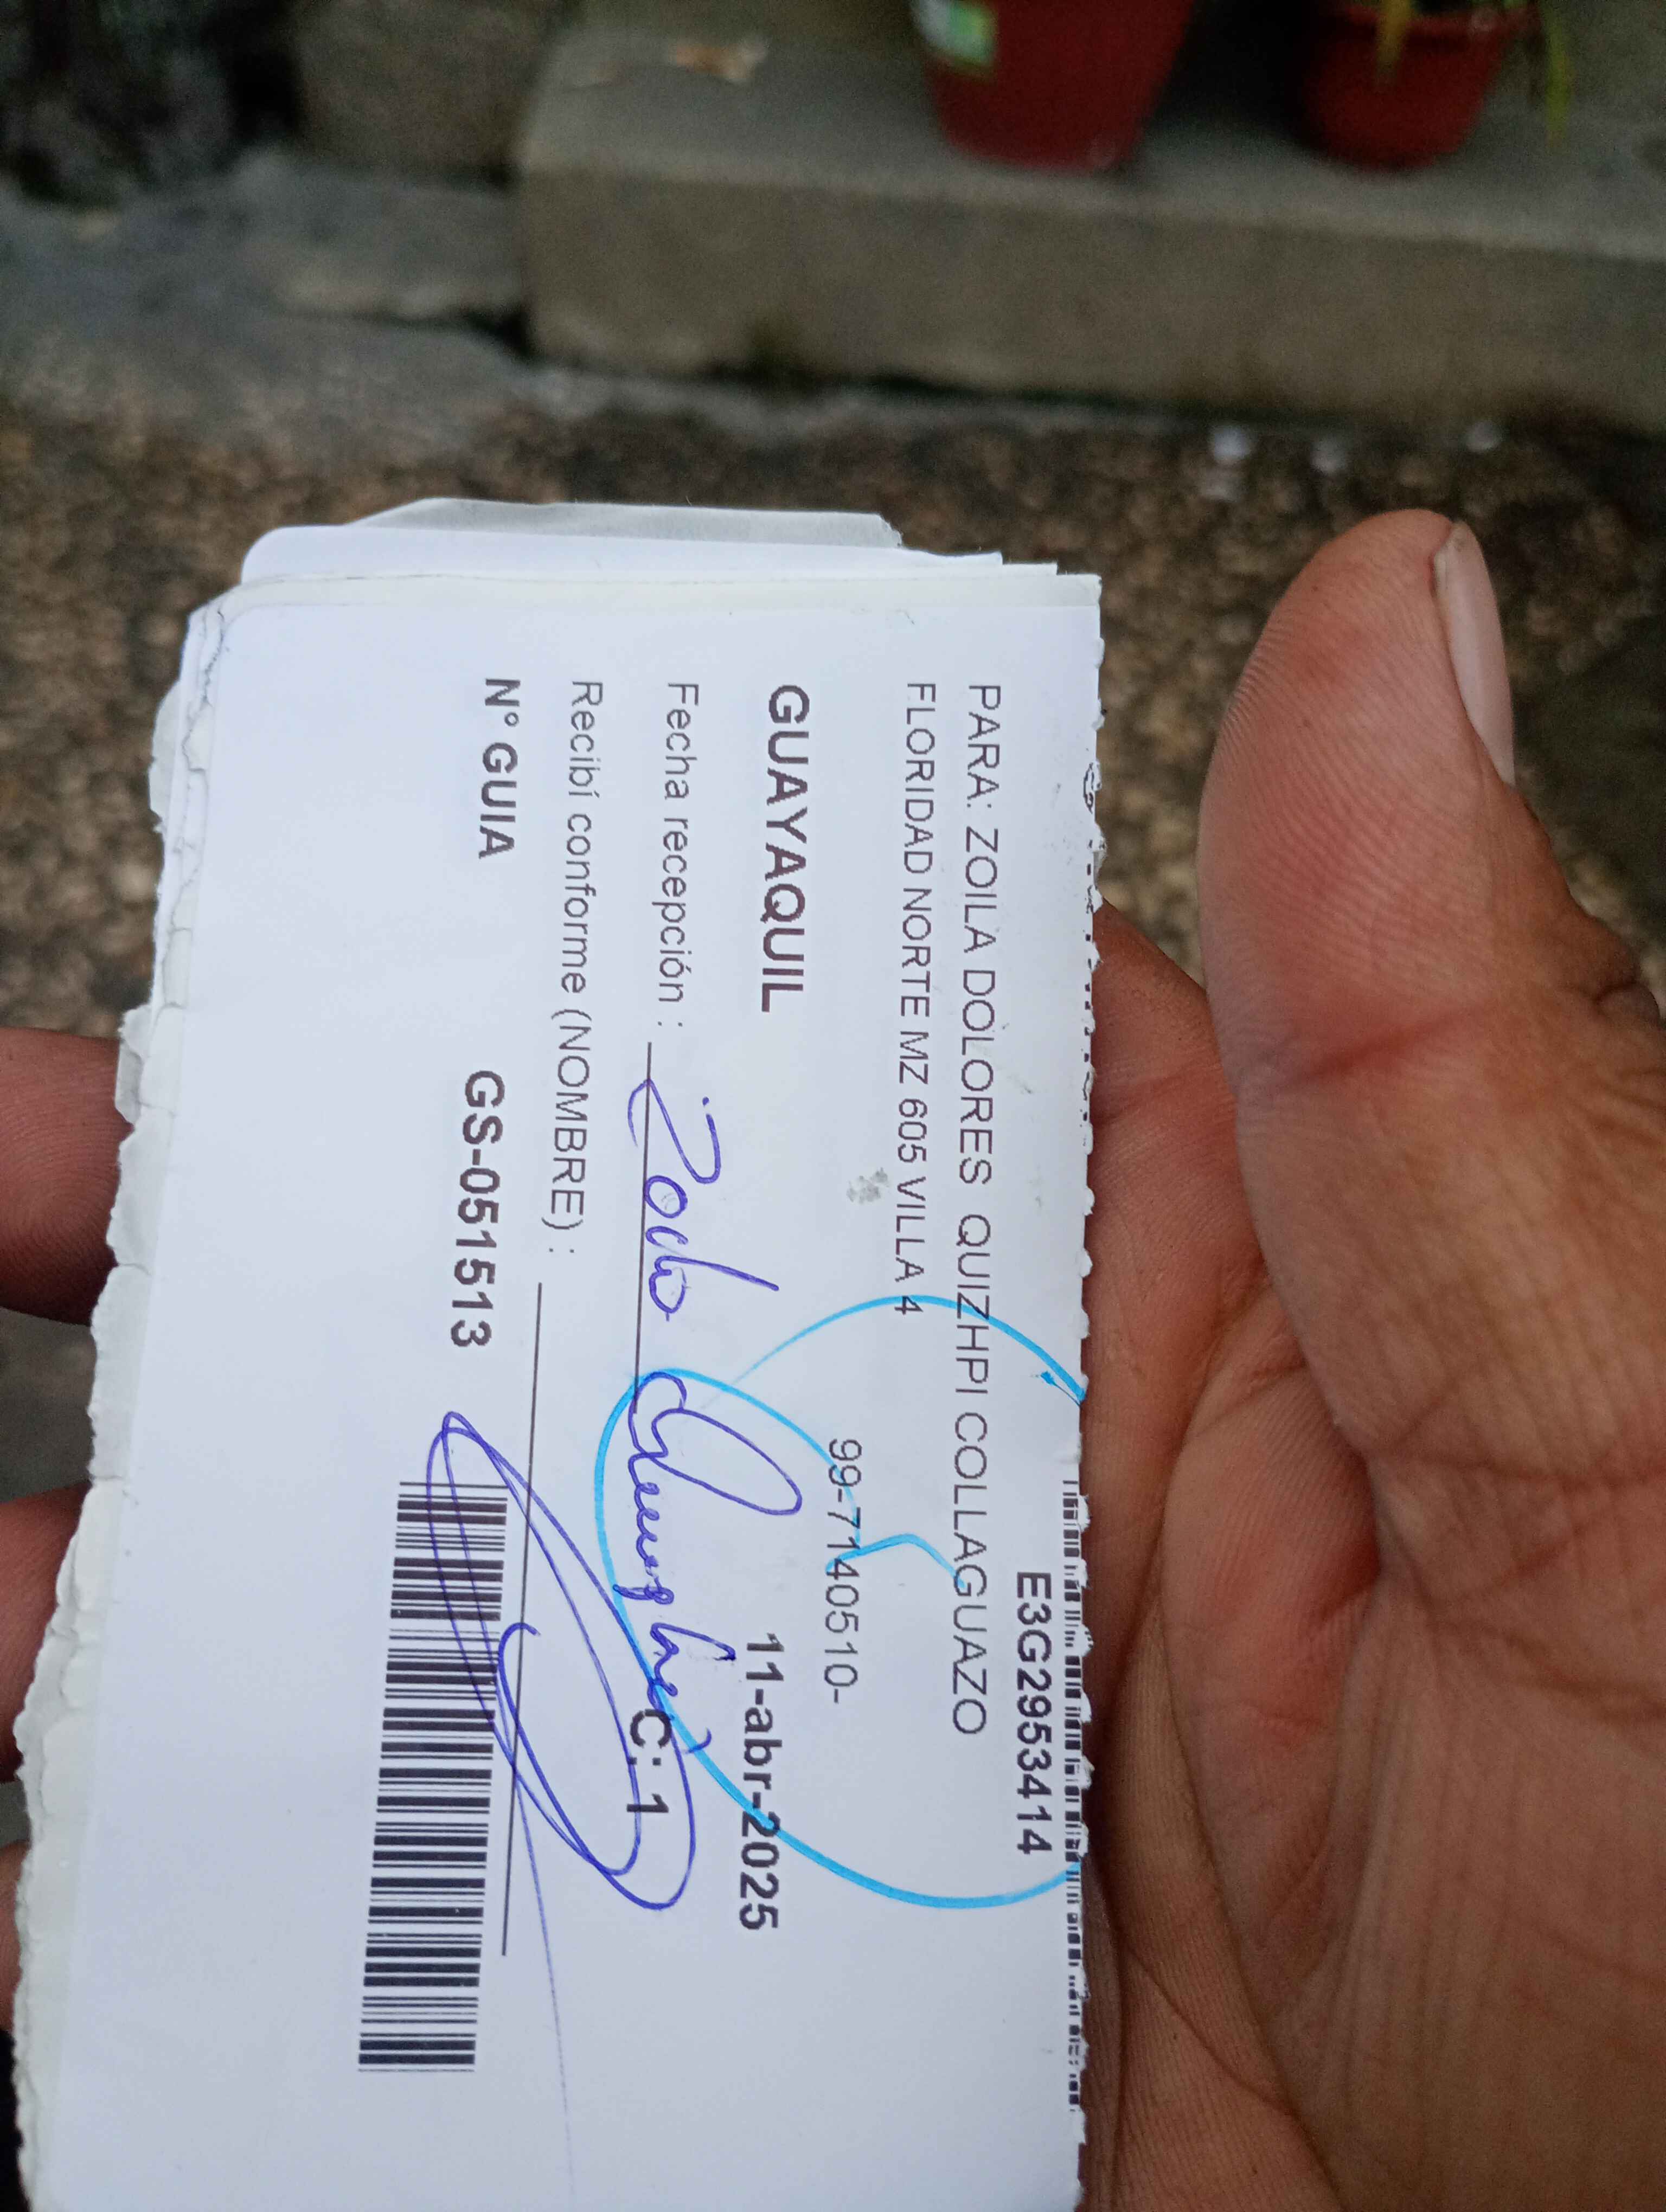 E3G2953414
PARA: ZOILA DOLORES QUIZHPI COLLAGUAZO
FLORIDAD NORTE MZ 605 VILLA 4
99-7140510-
GUAYAQUIL 11-abr-2025
Fecha recepción : C: 1
Recibí conforme (NOMBRE) :
N° GUIA GS-051513